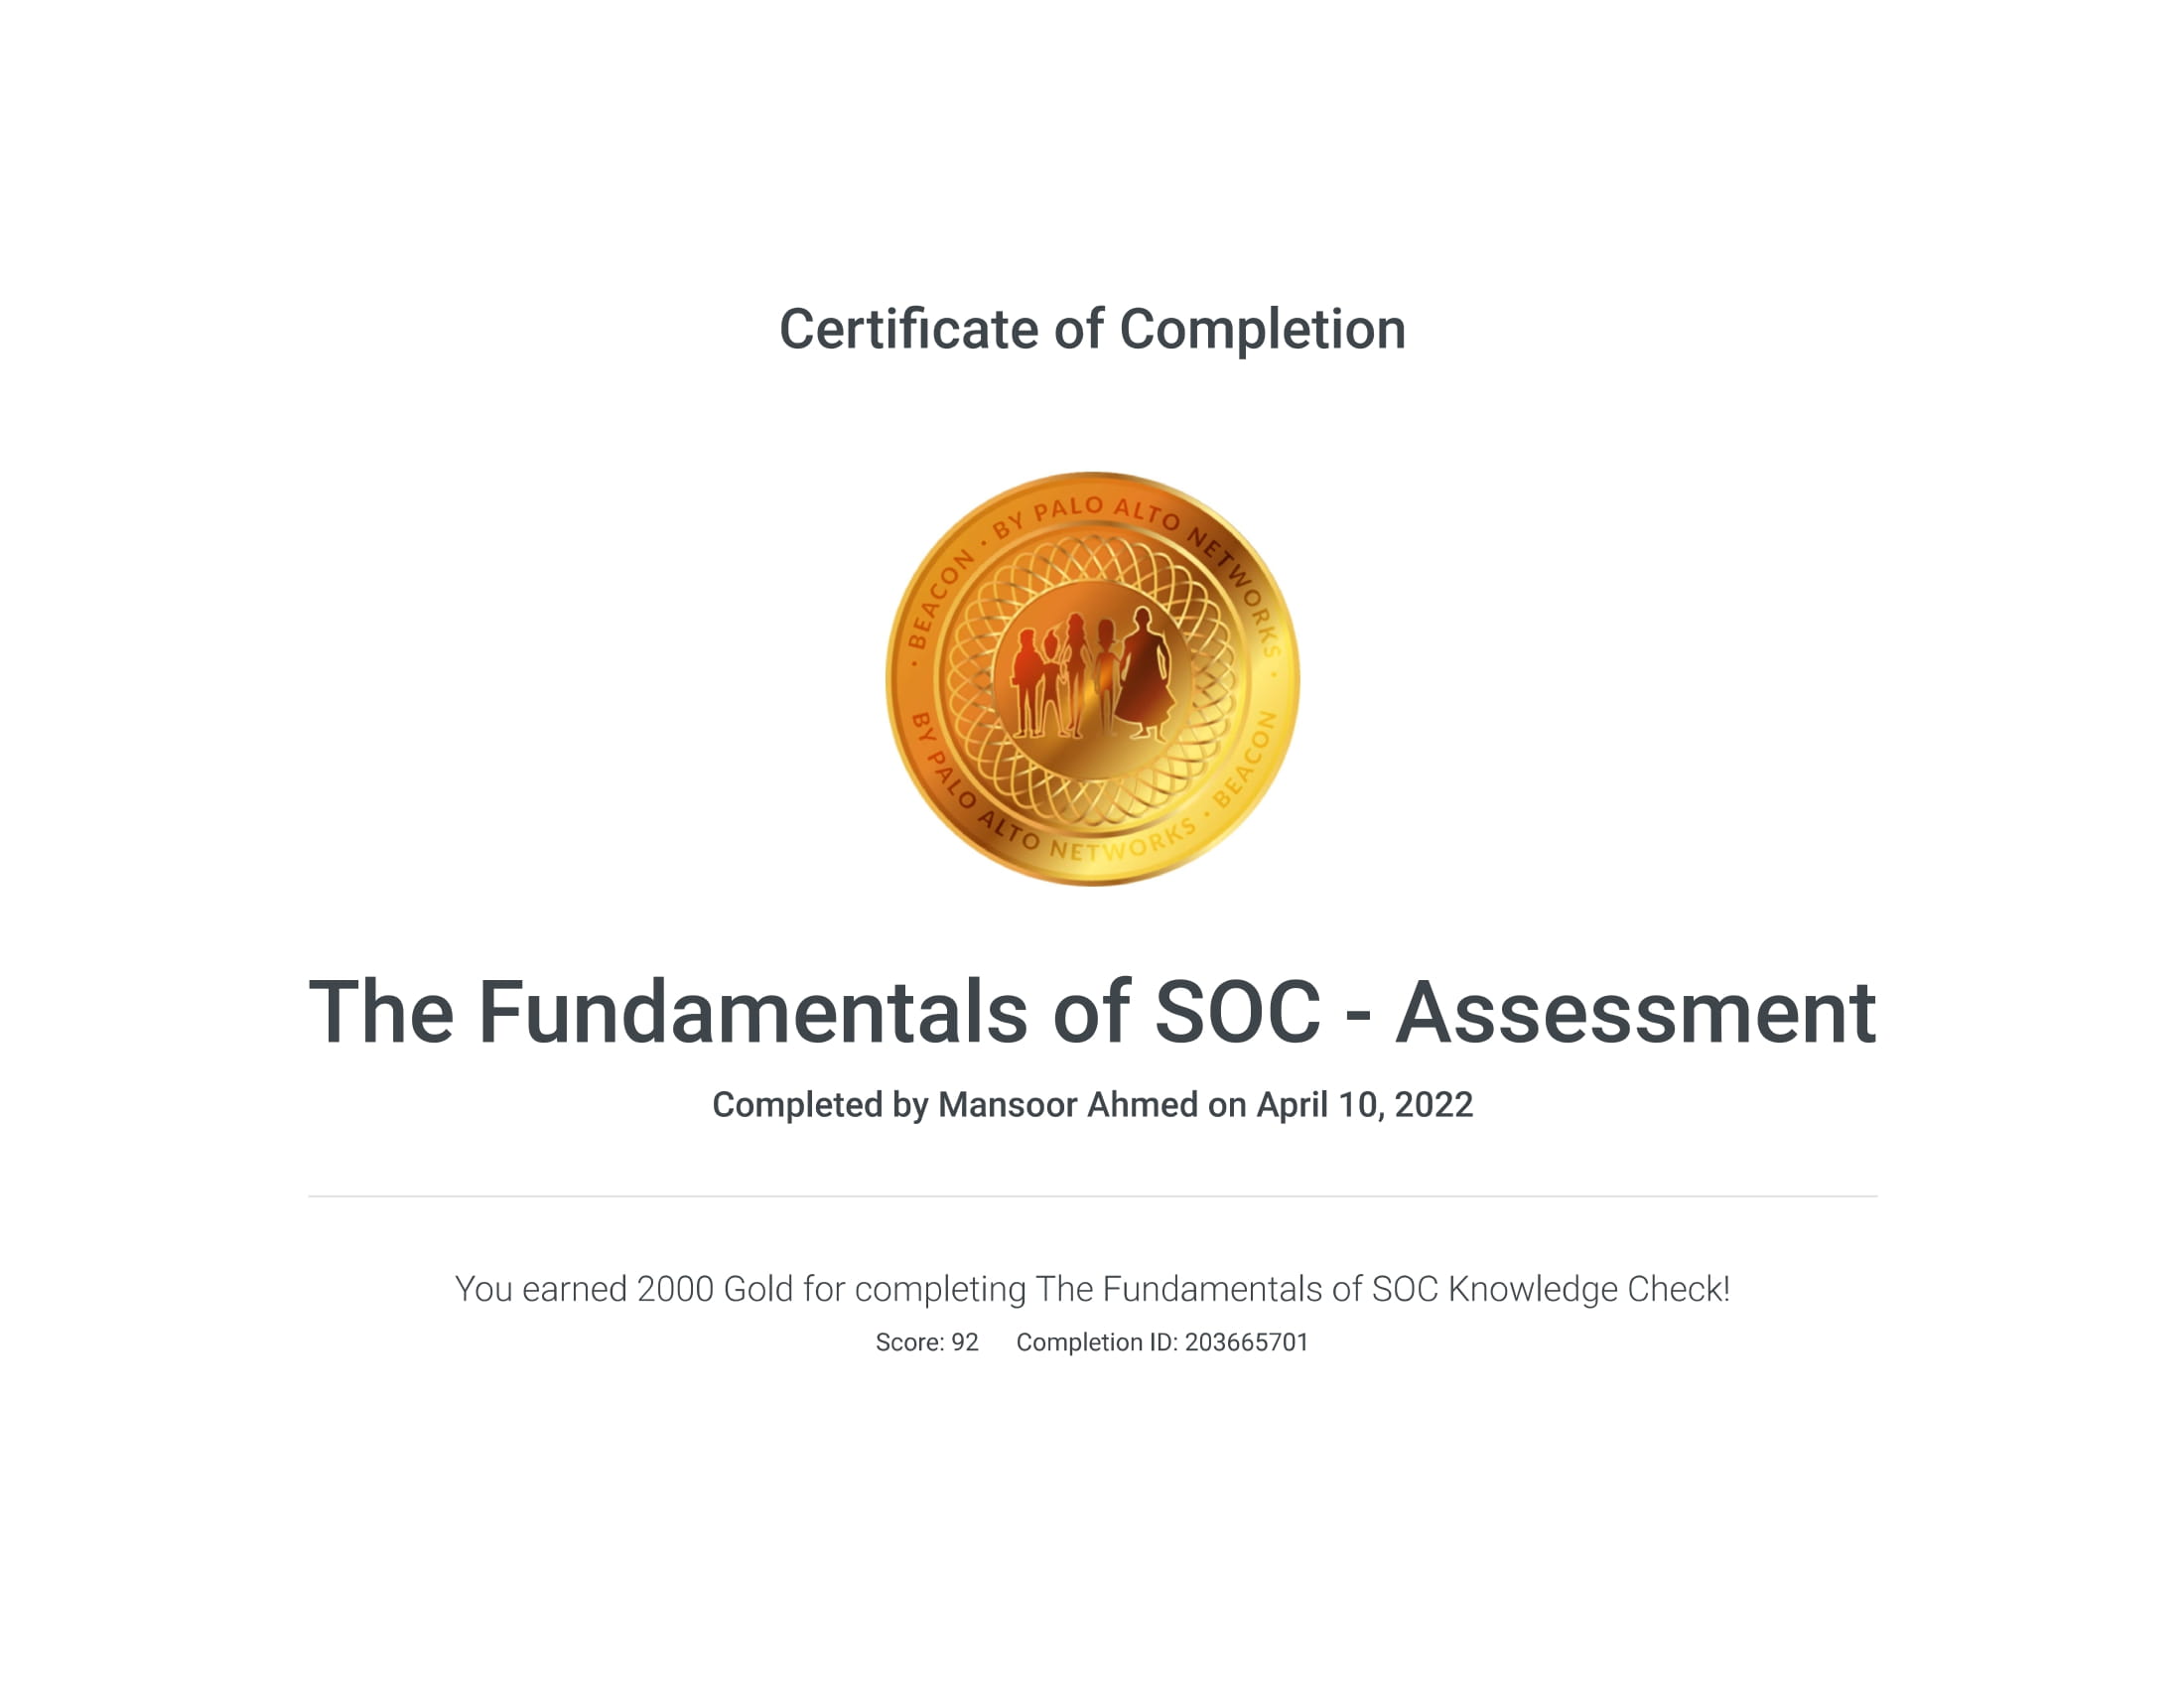 Certificate of Completion
· BEACON · BY PALO ALTO NETWORKS ·
BY PALO ALTO NETWORKS · BEACON
The Fundamentals of SOC - Assessment
Completed by Mansoor Ahmed on April 10, 2022
You earned 2000 Gold for completing The Fundamentals of SOC Knowledge Check!
Score: 92 Completion ID: 203665701